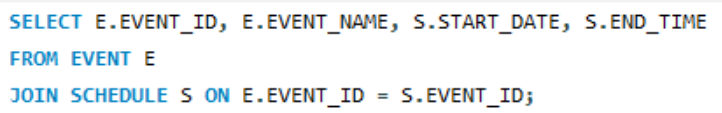 SELECT E.EVENT_ID, E.EVENT_NAME, S.START_DATE, S.END_TIME
FROM EVENT E
JOIN SCHEDULE S ON E.EVENT_ID = S.EVENT_ID;